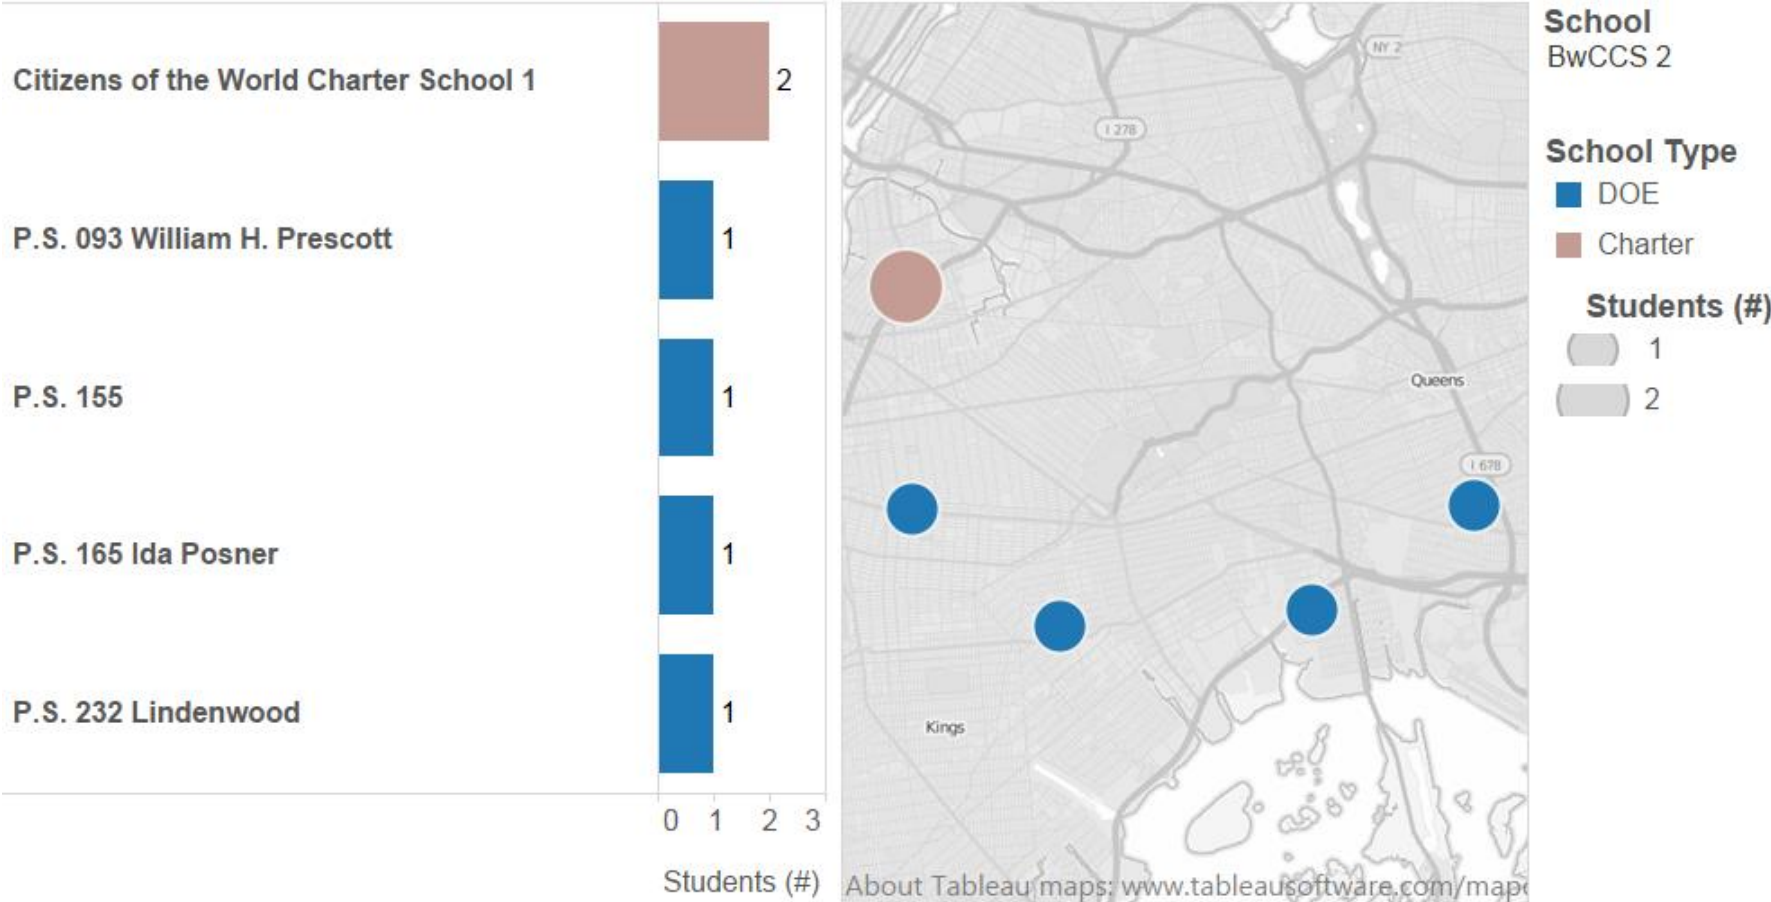 Citizens of the World Charter School 1
2
P.S. 093 William H. Prescott
1
P.S. 155
1
P.S. 165 Ida Posner
1
P.S. 232 Lindenwood
1
0 1 2 3
Students (#)
NY 2
I 278
Queens
I 678
Kings
About Tableau maps: www.tableausoftware.com/map
School
BwCCS 2
School Type
DOE
Charter
Students (#)
1
2